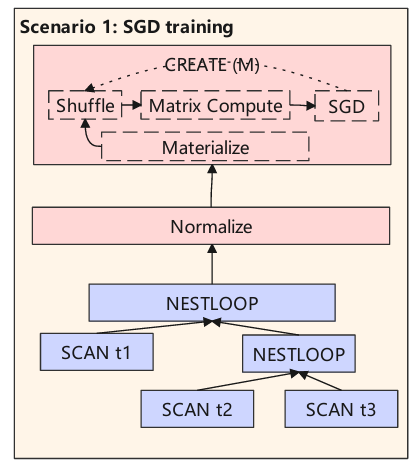 Scenario 1: SGD training
CREATE (M)
Shuffle
Matrix Compute
SGD
Materialize
Normalize
NESTLOOP
SCAN t1
NESTLOOP
SCAN t2
SCAN t3